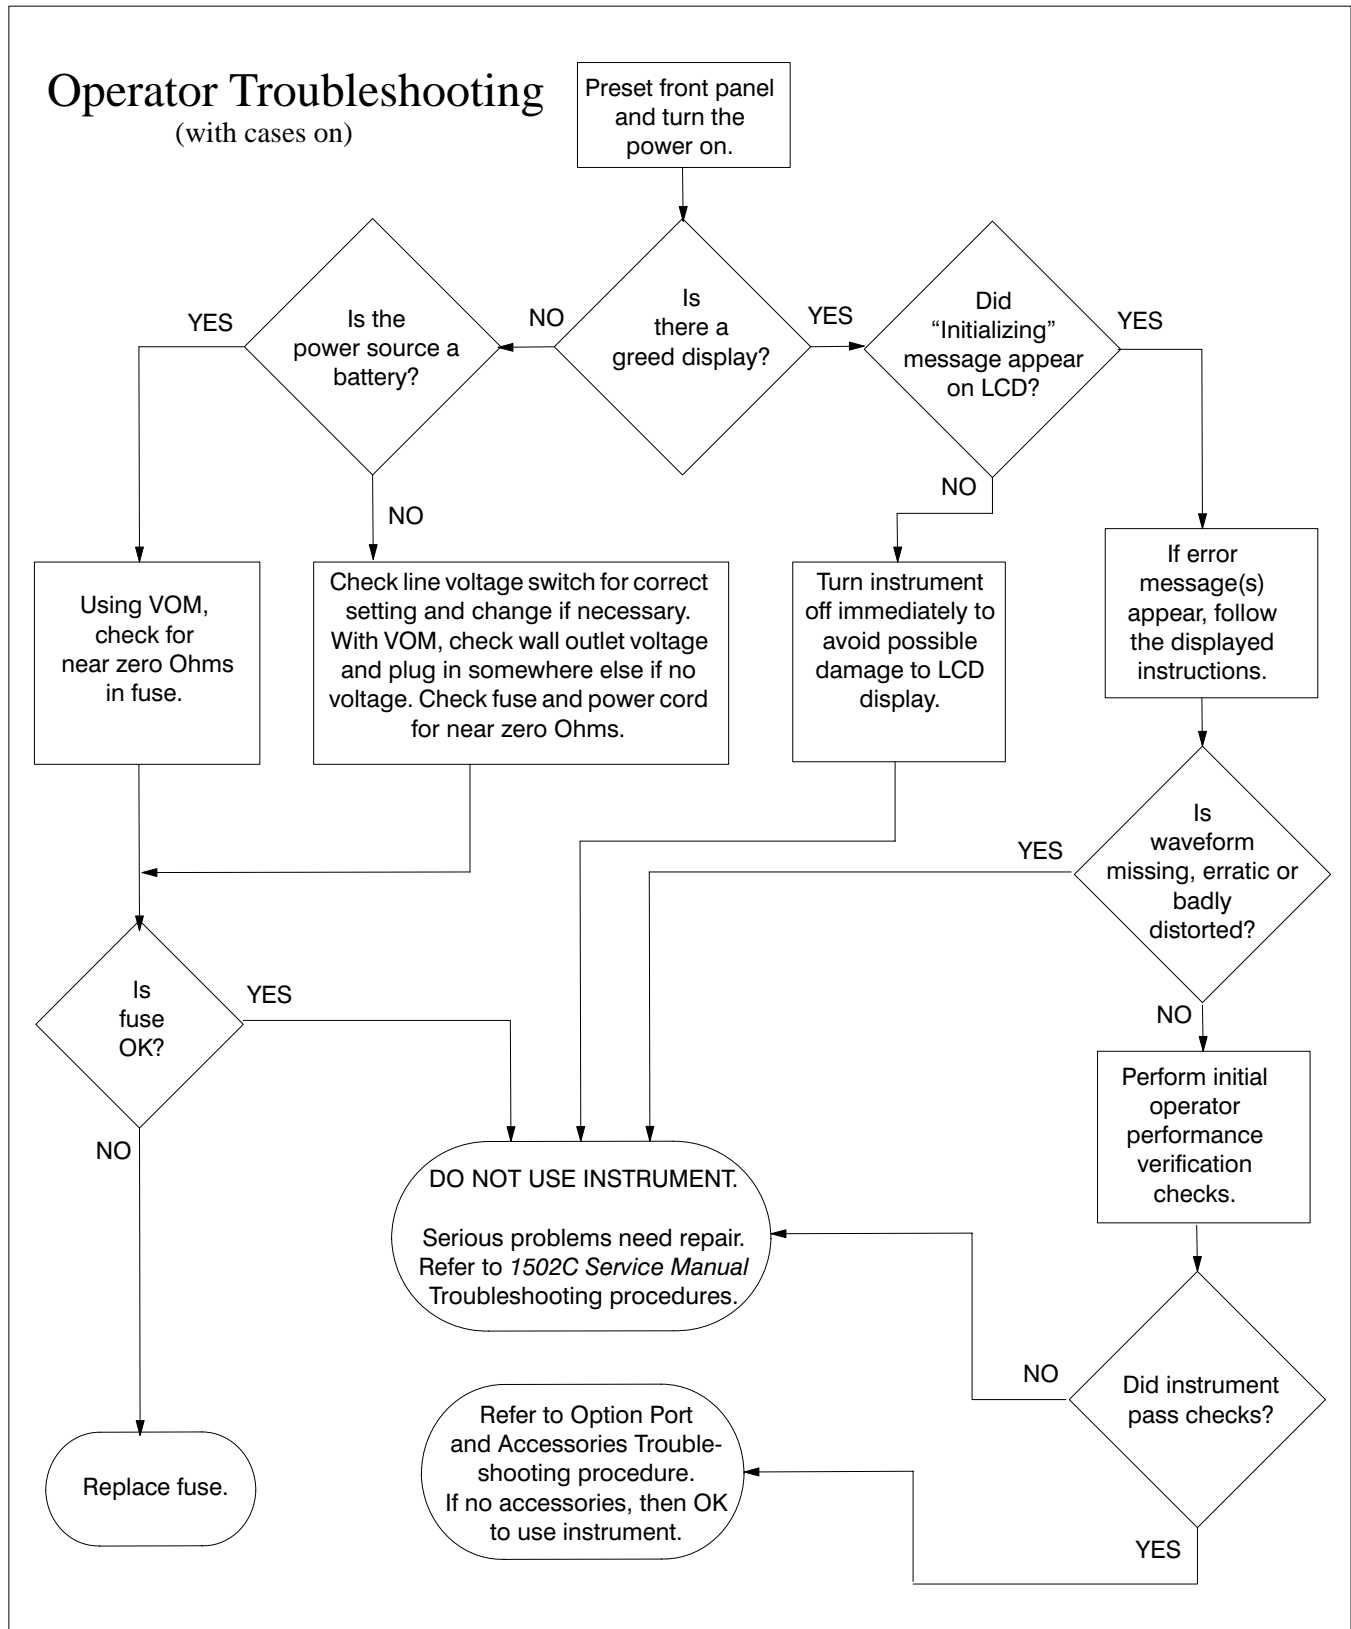 Operator Troubleshooting
(with cases on)
Preset front panel
and turn the
power on.
Is
there a
greed display?
NO
YES
Is the
power source a
battery?
YES
NO
Did
“Initializing”
message appear
on LCD?
YES
NO
Using VOM,
check for
near zero Ohms
in fuse.
Check line voltage switch for correct
setting and change if necessary.
With VOM, check wall outlet voltage
and plug in somewhere else if no
voltage. Check fuse and power cord
for near zero Ohms.
Turn instrument
off immediately to
avoid possible
damage to LCD
display.
If error
message(s)
appear, follow
the displayed
instructions.
Is
waveform
missing, erratic or
badly
distorted?
YES
NO
Is
fuse
OK?
YES
NO
Perform initial
operator
performance
verification
checks.
DO NOT USE INSTRUMENT.
Serious problems need repair.
Refer to 1502C Service Manual
Troubleshooting procedures.
Did instrument
pass checks?
NO
YES
Refer to Option Port
and Accessories Trouble-
shooting procedure.
If no accessories, then OK
to use instrument.
Replace fuse.